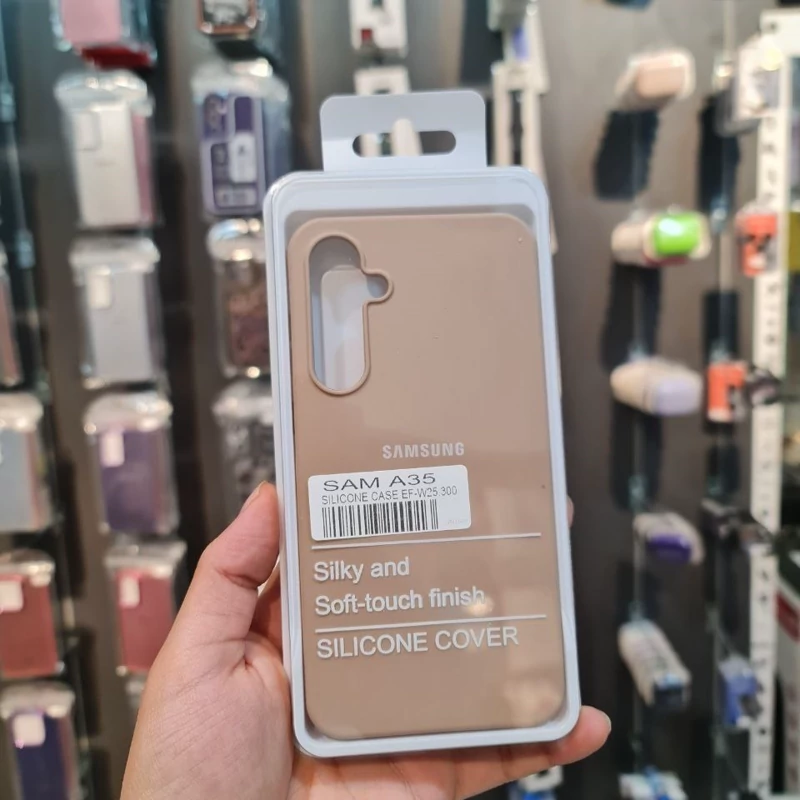 SAMSUNG
SAM A35
SILICONE CASE EF-W25 300
Silky and
Soft-touch finish
SILICONE COVER